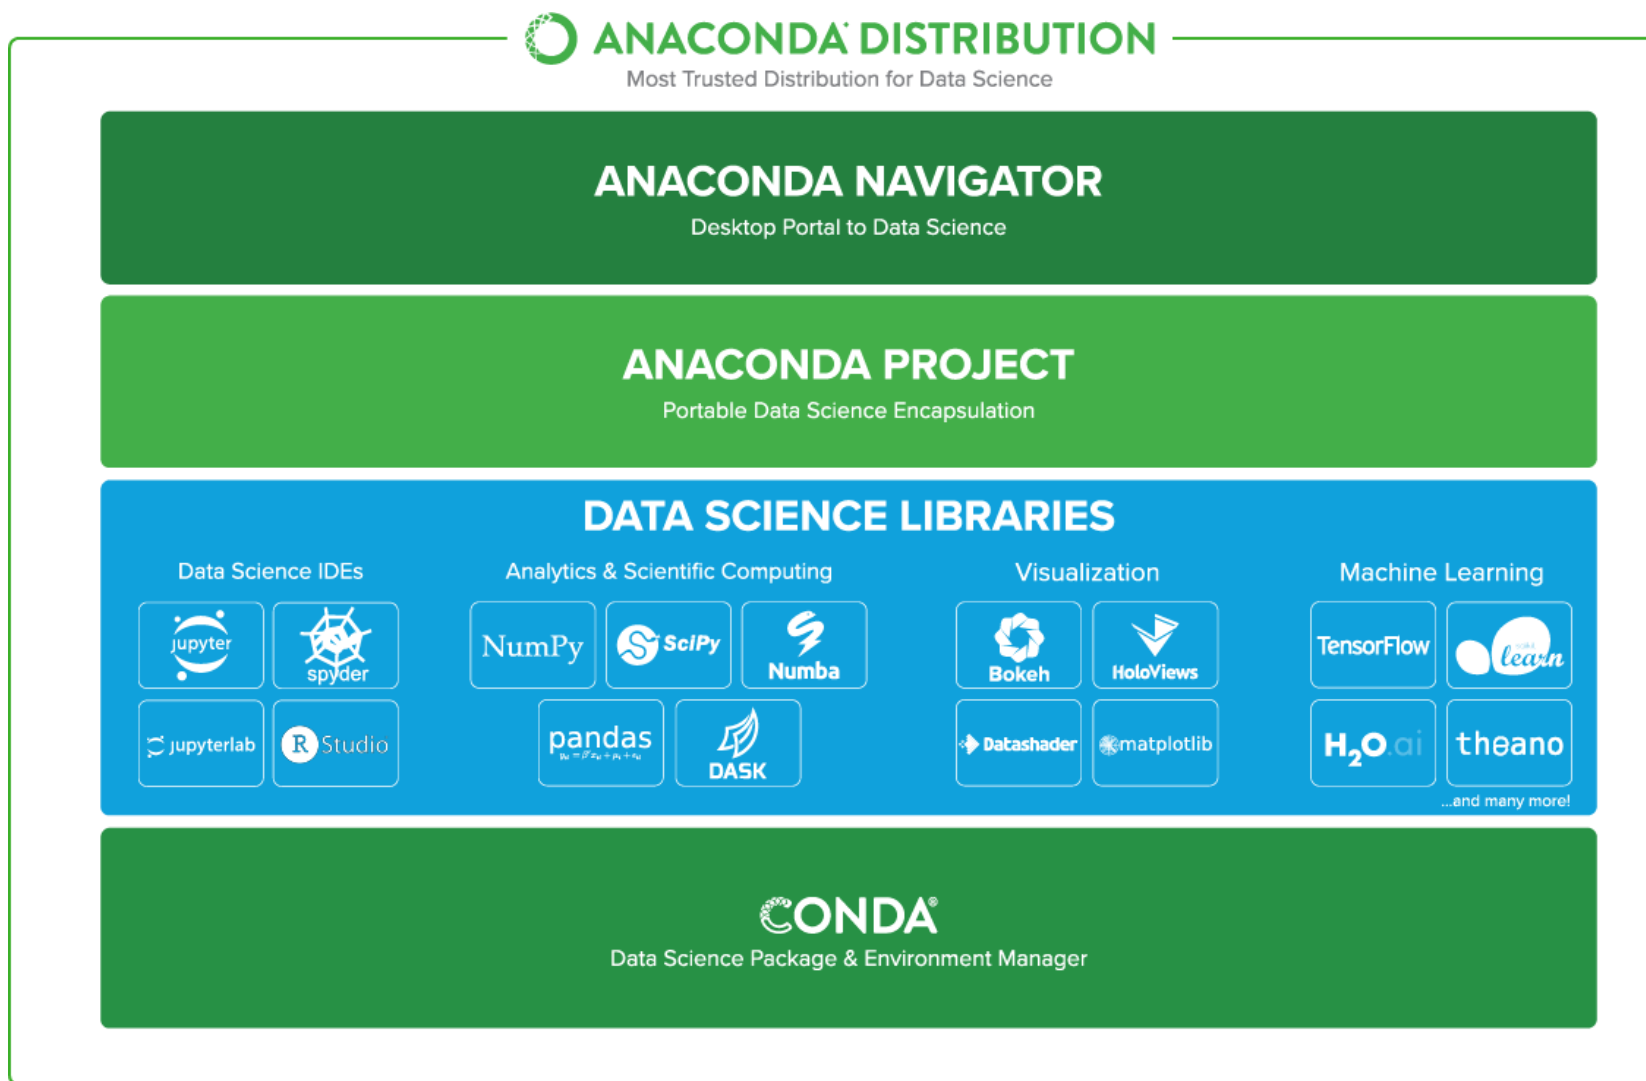 ANACONDA DISTRIBUTION
Most Trusted Distribution for Data Science
ANACONDA NAVIGATOR
Desktop Portal to Data Science
ANACONDA PROJECT
Portable Data Science Encapsulation
DATA SCIENCE LIBRARIES
Data Science IDEs
jupyter
spyder
jupyterlab
R Studio
Analytics & Scientific Computing
NumPy
SciPy
Numba
pandas
DASK
Visualization
Bokeh
HoloViews
Datashader
matplotlib
Machine Learning
TensorFlow
scikit
learn
H₂O.ai
theano
...and many more!
CONDA®
Data Science Package & Environment Manager